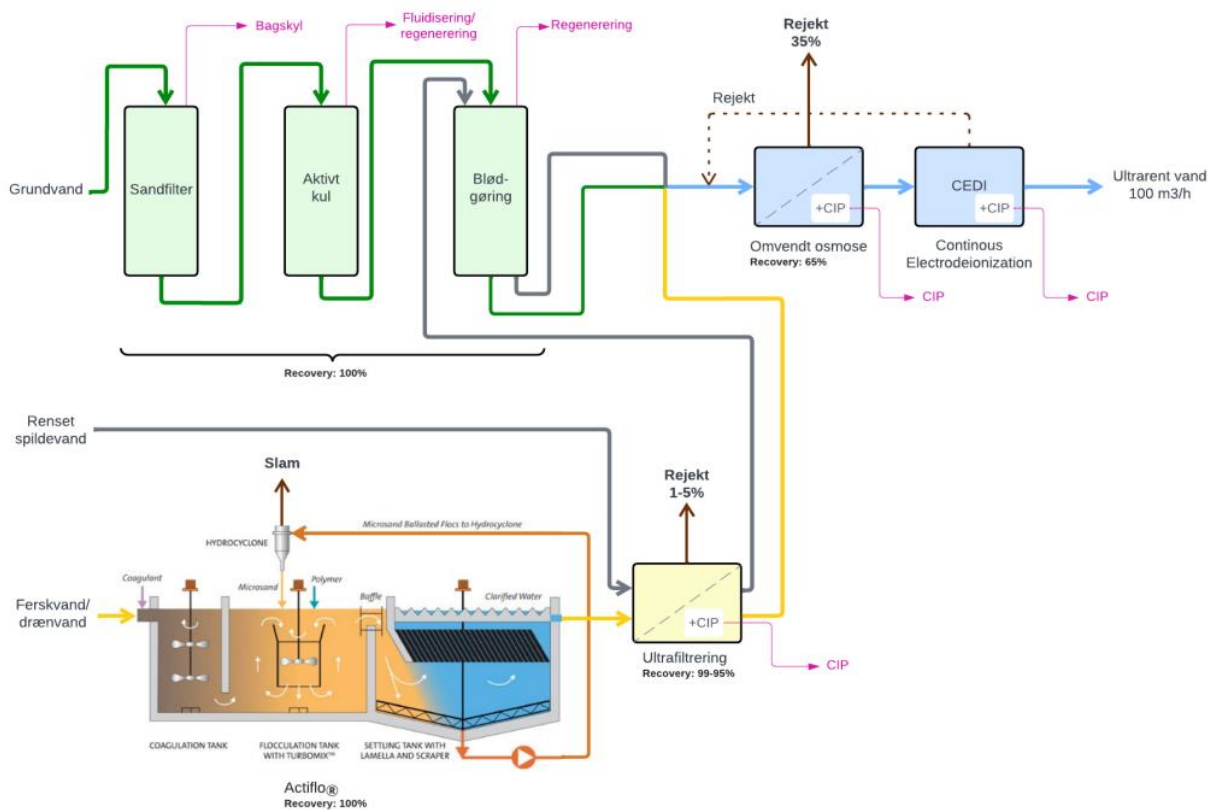 Bagskyl
Fluidisering/
regenerering
Regenerering
Rejekt
35%
Rejekt
Grundvand
Sandfilter
Aktivt
kul
Blød-
gøring
+CIP
CEDI
+CIP
Ultrarent vand
100 m3/h
Omvendt osmose
Recovery: 65%
Continous
Electrodeionization
CIP
CIP
Recovery: 100%
Renset
spildevand
Slam
Rejekt
1-5%
Microsand Ballasted Flocs to Hydrocyclone
HYDROCYCLONE
Coagulant
Microsand
Polymer
Baffle
Clarified Water
Ferskvand/
drænvand
+CIP
Ultrafiltrering
Recovery: 99-95%
CIP
COAGULATION TANK
FLOCCULATION TANK
WITH TURBOMIX™
SETTLING TANK WITH
LAMELLA AND SCRAPER
Actiflo®
Recovery: 100%